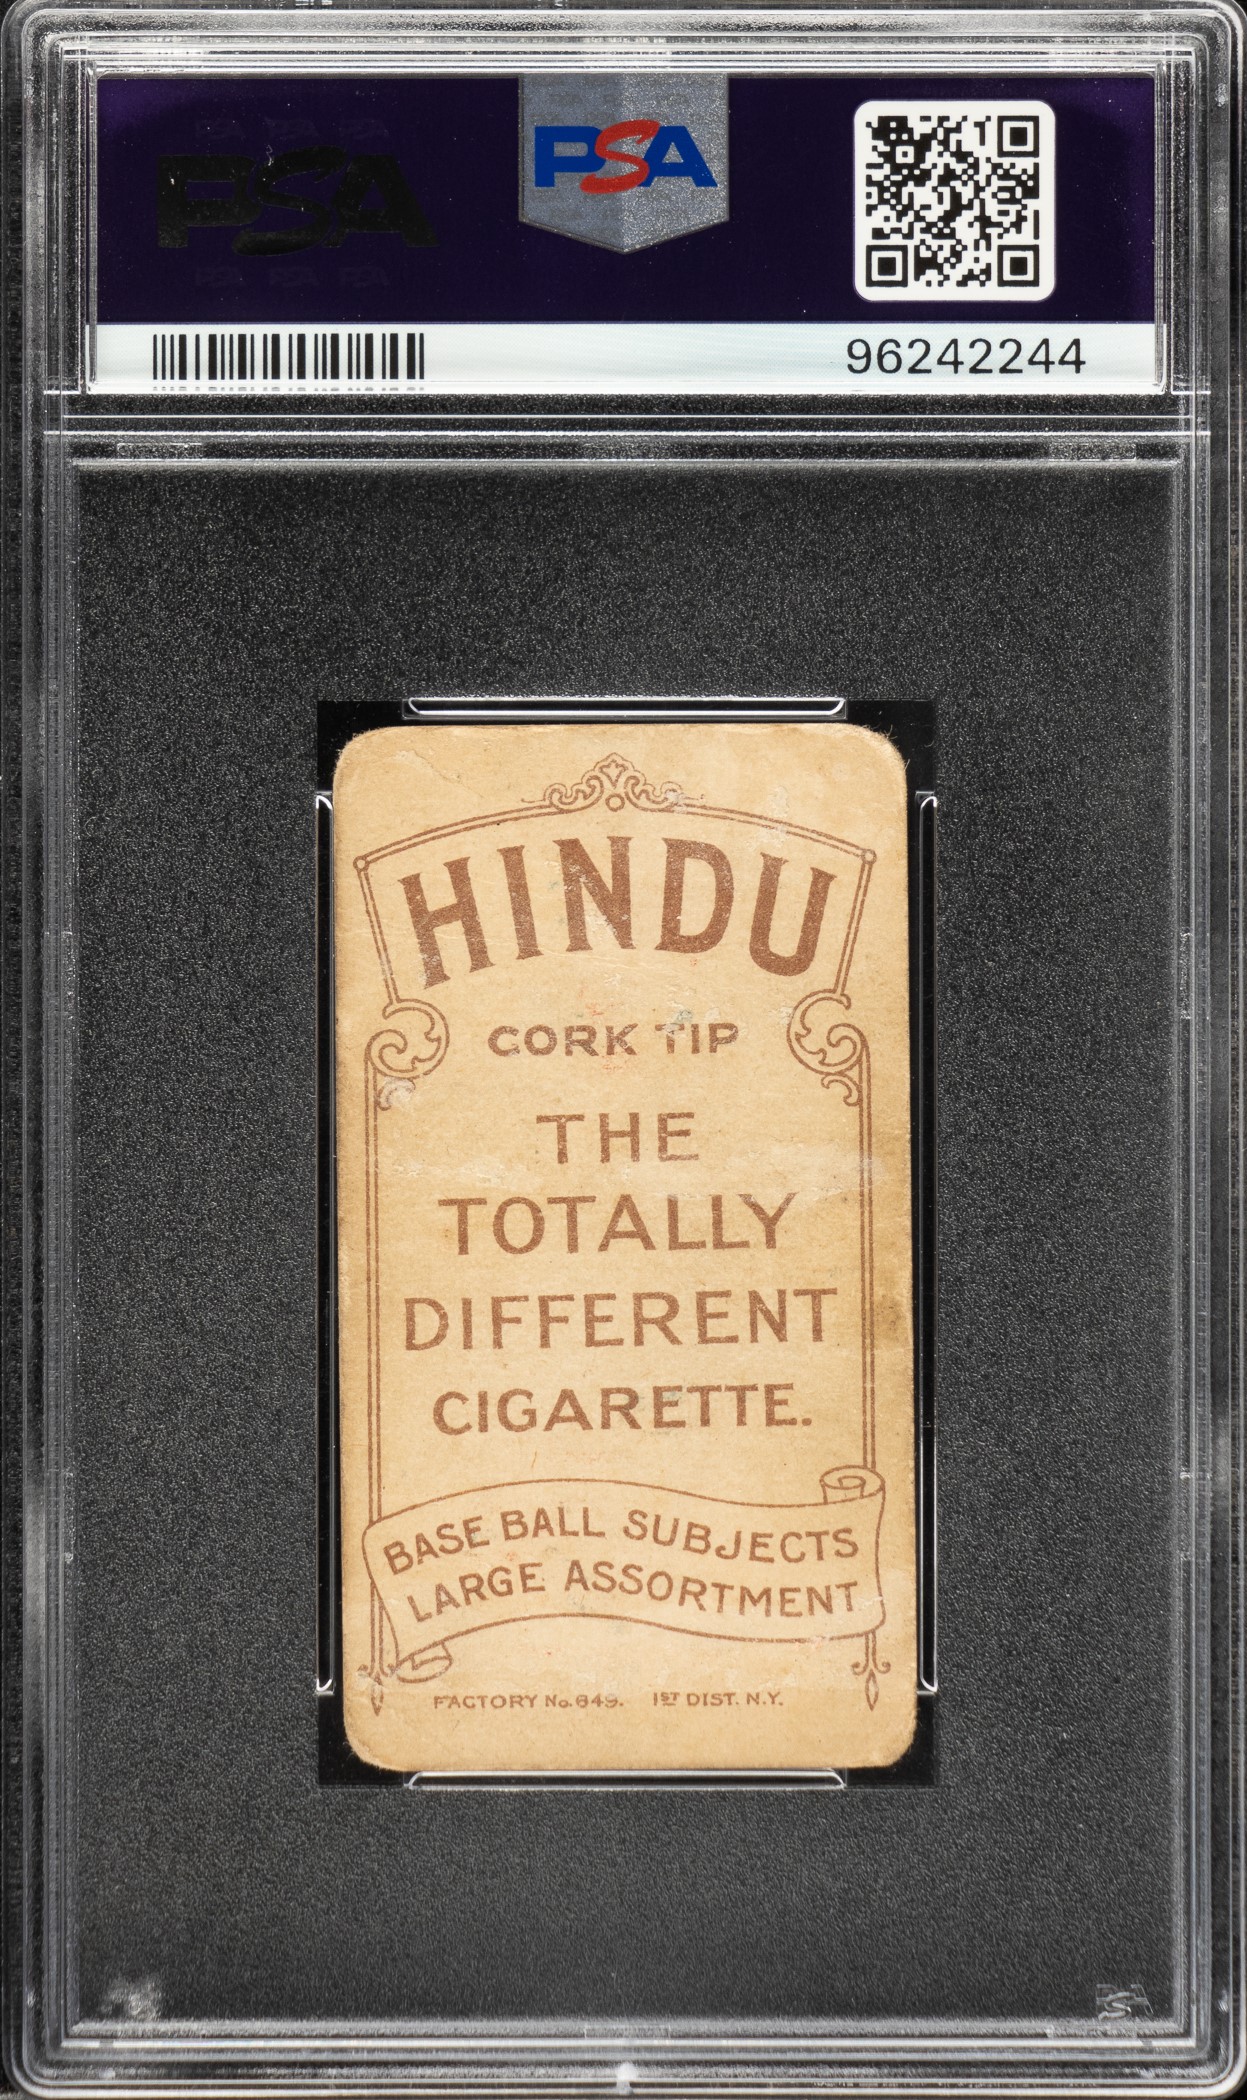 PSA
PSA
96242244
HINDU
CORK TIP
THE
TOTALLY
DIFFERENT
CIGARETTE.
BASE BALL SUBJECTS
LARGE ASSORTMENT
FACTORY No. 649. 1ST DIST. N.Y.
PSA